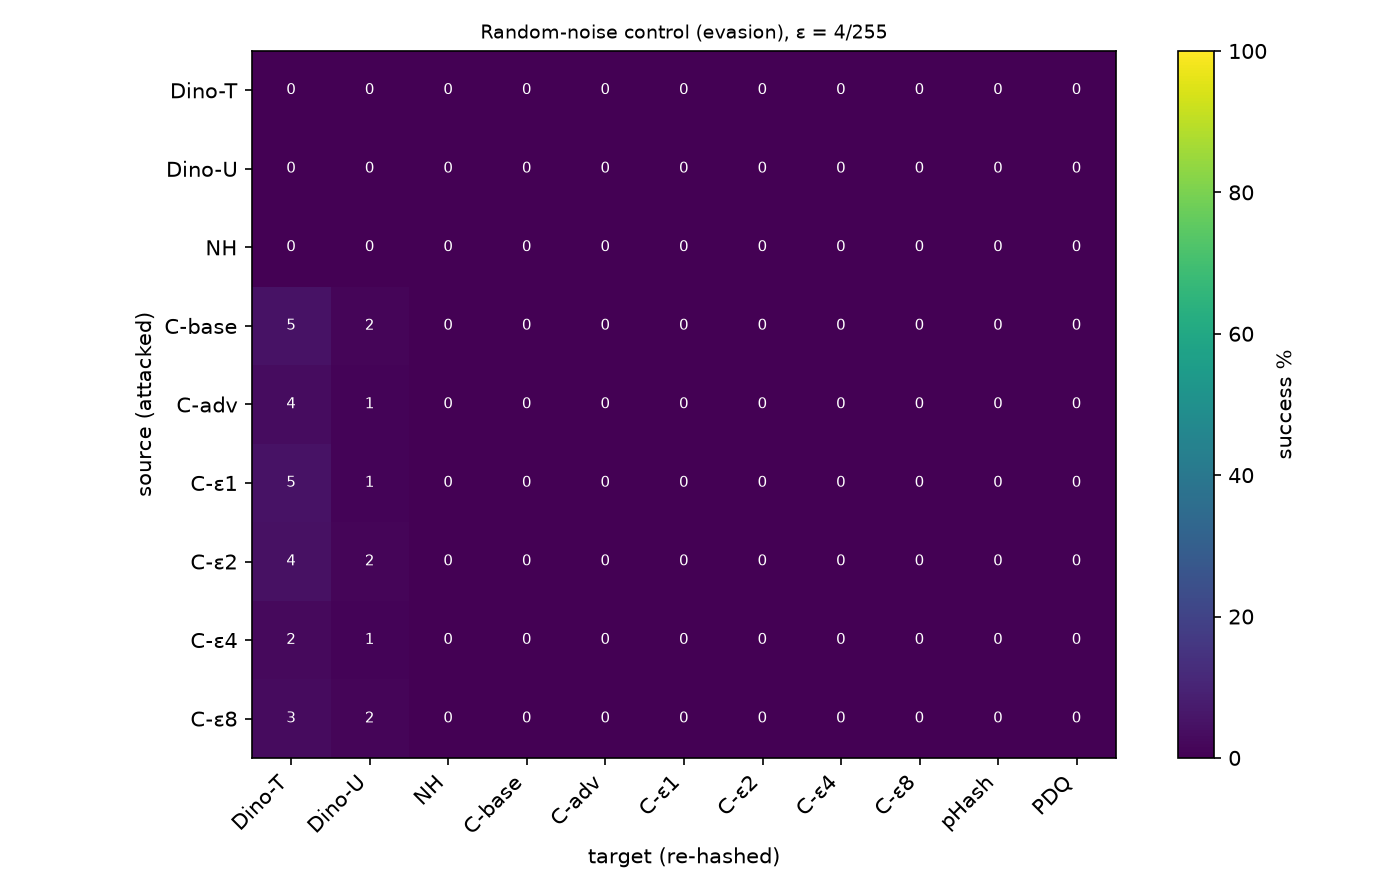 Random-noise control (evasion), ε = 4/255
source (attacked)
Dino-T 0 0 0 0 0 0 0 0 0 0 0
Dino-U 0 0 0 0 0 0 0 0 0 0 0
NH 0 0 0 0 0 0 0 0 0 0 0
C-base 5 2 0 0 0 0 0 0 0 0 0
C-adv 4 1 0 0 0 0 0 0 0 0 0
C-ε1 5 1 0 0 0 0 0 0 0 0 0
C-ε2 4 2 0 0 0 0 0 0 0 0 0
C-ε4 2 1 0 0 0 0 0 0 0 0 0
C-ε8 3 2 0 0 0 0 0 0 0 0 0
Dino-T Dino-U NH C-base C-adv C-ε1 C-ε2 C-ε4 C-ε8 pHash PDQ
target (re-hashed)
100
80
60
40
20
0
success %